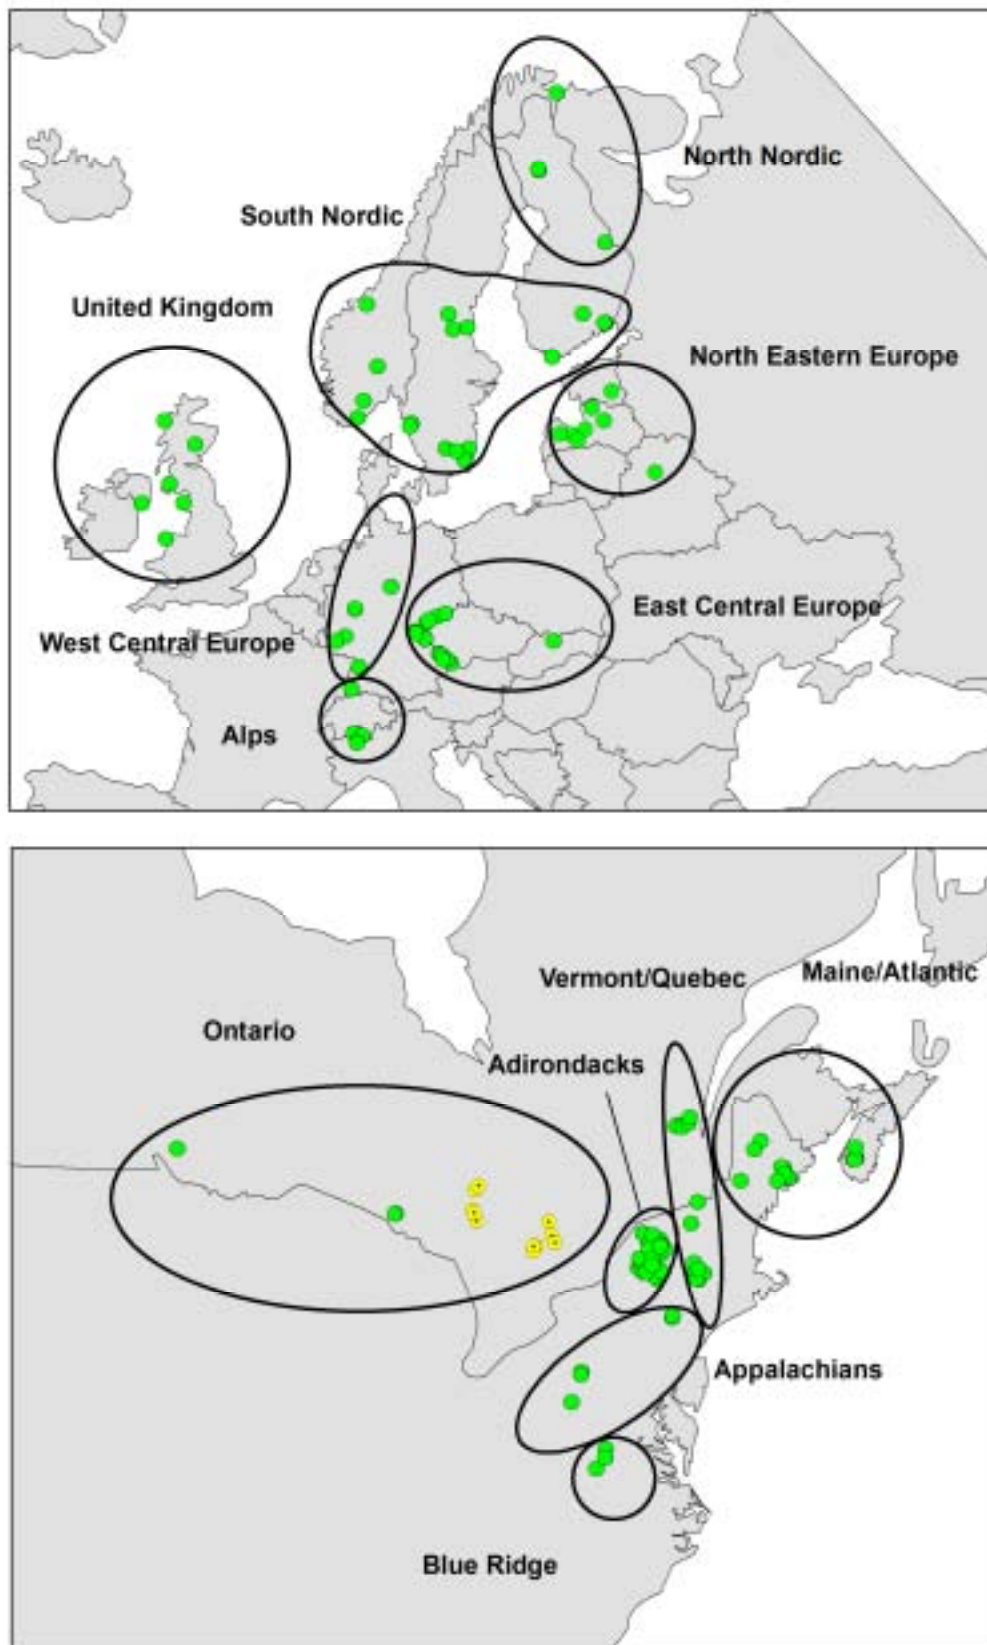 North Nordic
South Nordic
United Kingdom
North Eastern Europe
East Central Europe
West Central Europe
Alps
Vermont/Quebec
Maine/Atlantic
Ontario
Adirondacks
Appalachians
Blue Ridge